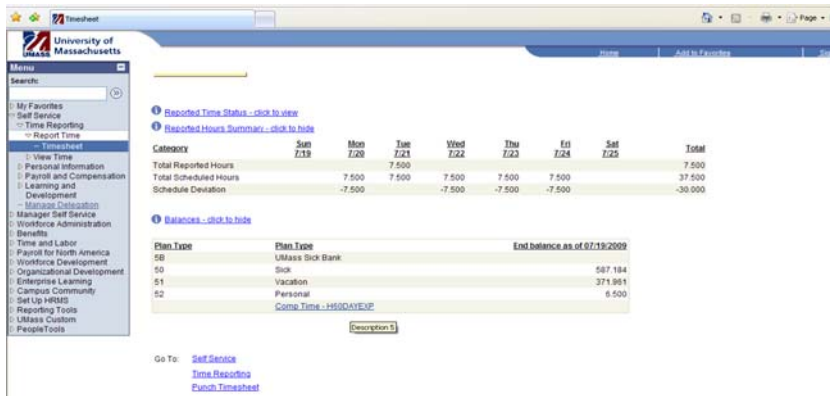 Timesheet
Page
University of
Massachusetts
UMASS
Home
Add to Favorites
Menu
Search:
My Favorites
Self Service
Time Reporting
Report Time
Timesheet
View Time
Personal Information
Payroll and Compensation
Learning and
Development
Manage Delegation
Manager Self Service
Workforce Administration
Benefits
Time and Labor
Payroll for North America
Workforce Development
Organizational Development
Enterprise Learning
Campus Community
Set Up HRMS
Reporting Tools
UMass Custom
PeopleTools
Reported Time Status - click to view
Reported Hours Summary - click to hide
Category Sun 7/19 Mon 7/20 Tue 7/21 Wed 7/22 Thu 7/23 Fri 7/24 Sat 7/25 Total
Total Reported Hours 7.500 7.500
Total Scheduled Hours 7.500 7.500 7.500 7.500 7.500 37.500
Schedule Deviation -7.500 -7.500 -7.500 -7.500 -30.000
Balances - click to hide
Plan Type Plan Type End balance as of 07/19/2009
5B UMass Sick Bank
50 Sick 587.184
51 Vacation 371.961
52 Personal 6.500
Comp Time - H60DAYEXP
Description 5
Go To: Self Service
Time Reporting
Punch Timesheet